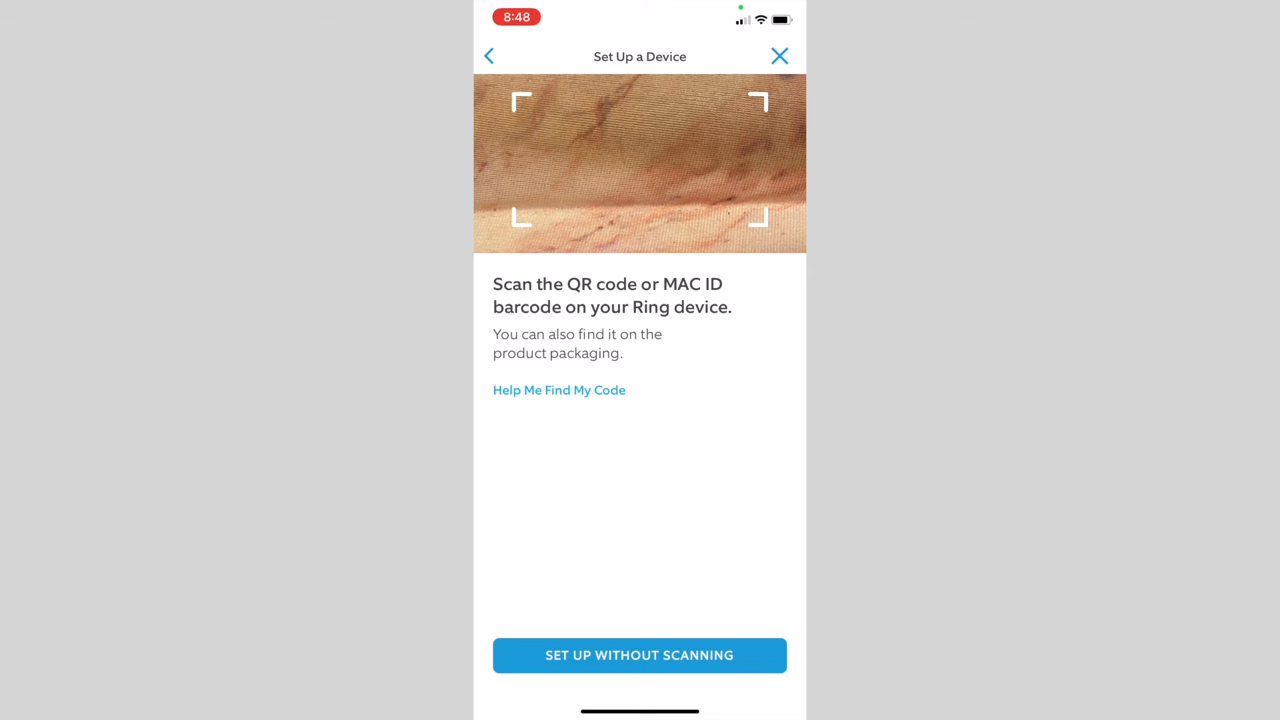 8:48
Set Up a Device
Scan the QR code or MAC ID
barcode on your Ring device.
You can also find it on the
product packaging.
Help Me Find My Code
SET UP WITHOUT SCANNING